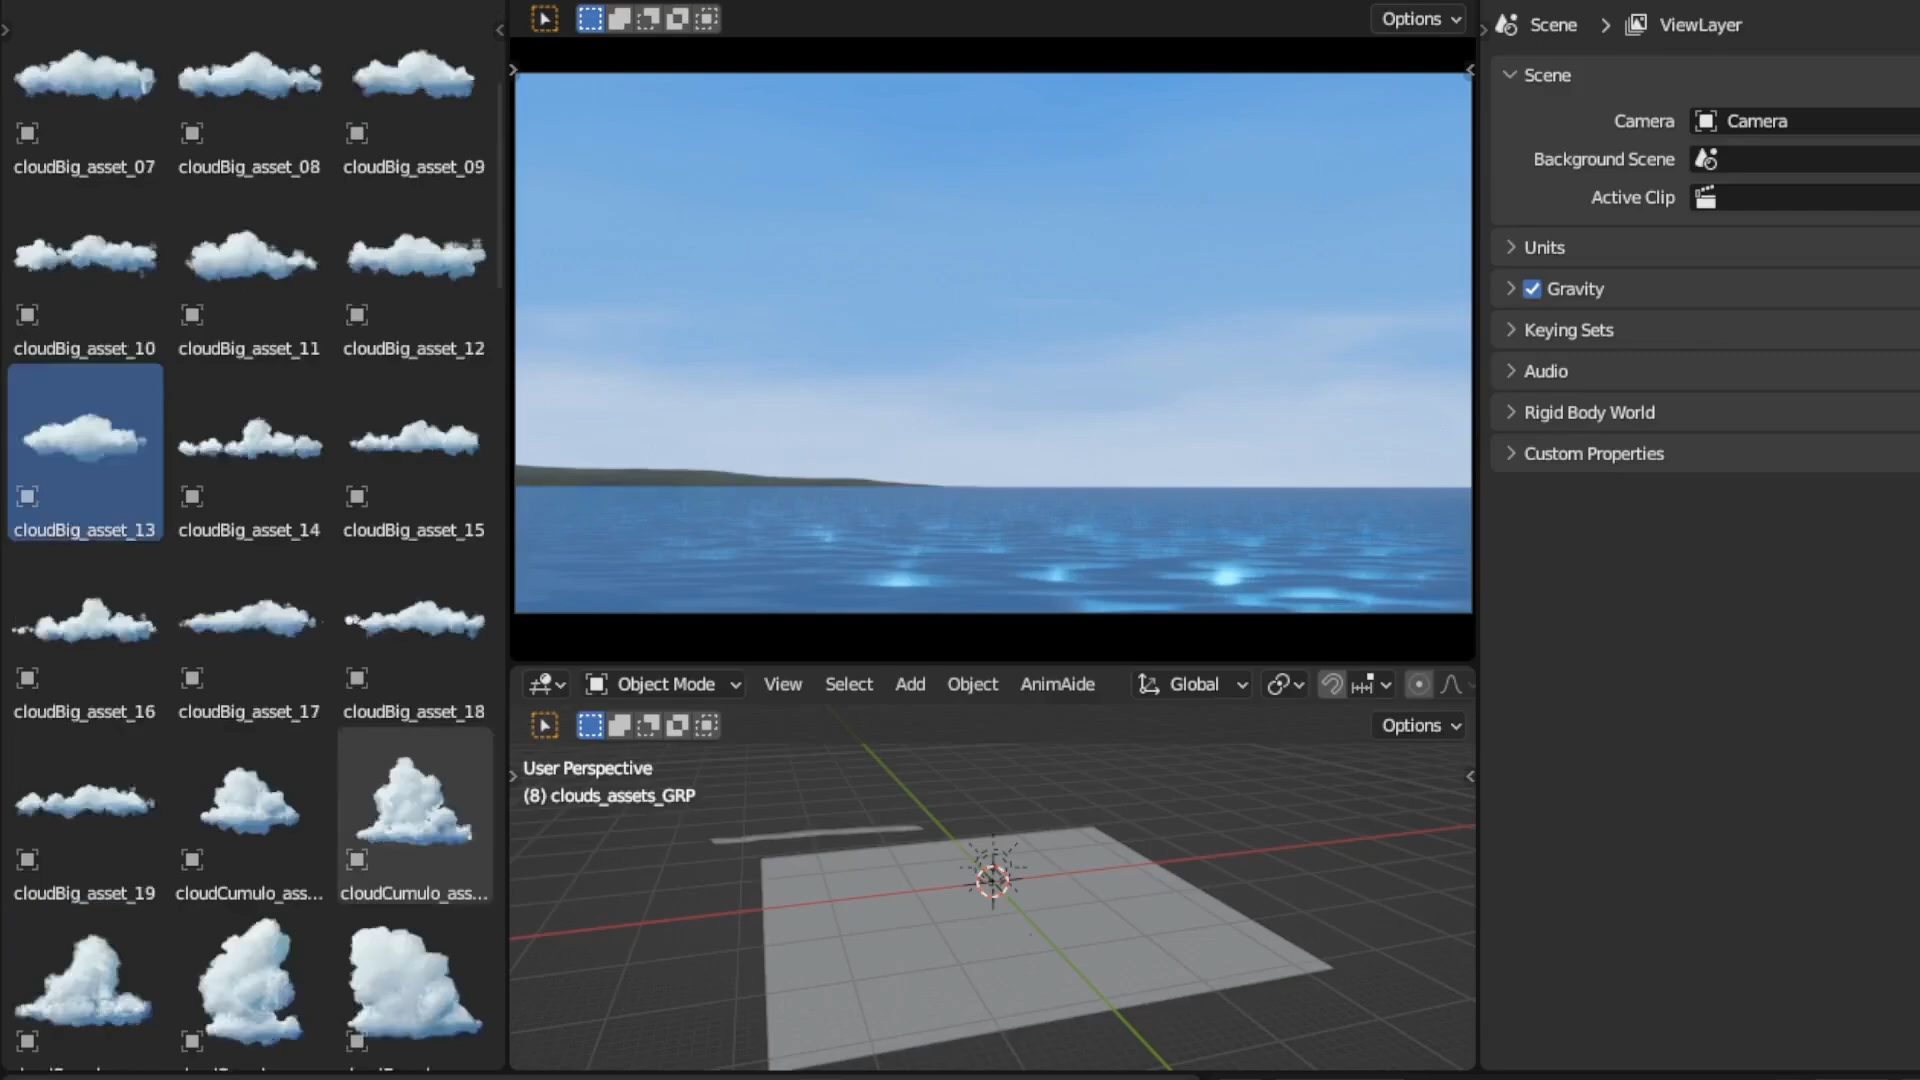 Options
Scene
ViewLayer
Scene
Camera
Camera
Background Scene
Active Clip
Units
Gravity
Keying Sets
Audio
Rigid Body World
Custom Properties
cloudBig_asset_07
cloudBig_asset_08
cloudBig_asset_09
cloudBig_asset_10
cloudBig_asset_11
cloudBig_asset_12
cloudBig_asset_13
cloudBig_asset_14
cloudBig_asset_15
cloudBig_asset_16
cloudBig_asset_17
cloudBig_asset_18
cloudBig_asset_19
cloudCumulo_ass...
cloudCumulo_ass...
Object Mode
View
Select
Add
Object
AnimAide
Global
Options
User Perspective
(8) clouds_assets_GRP